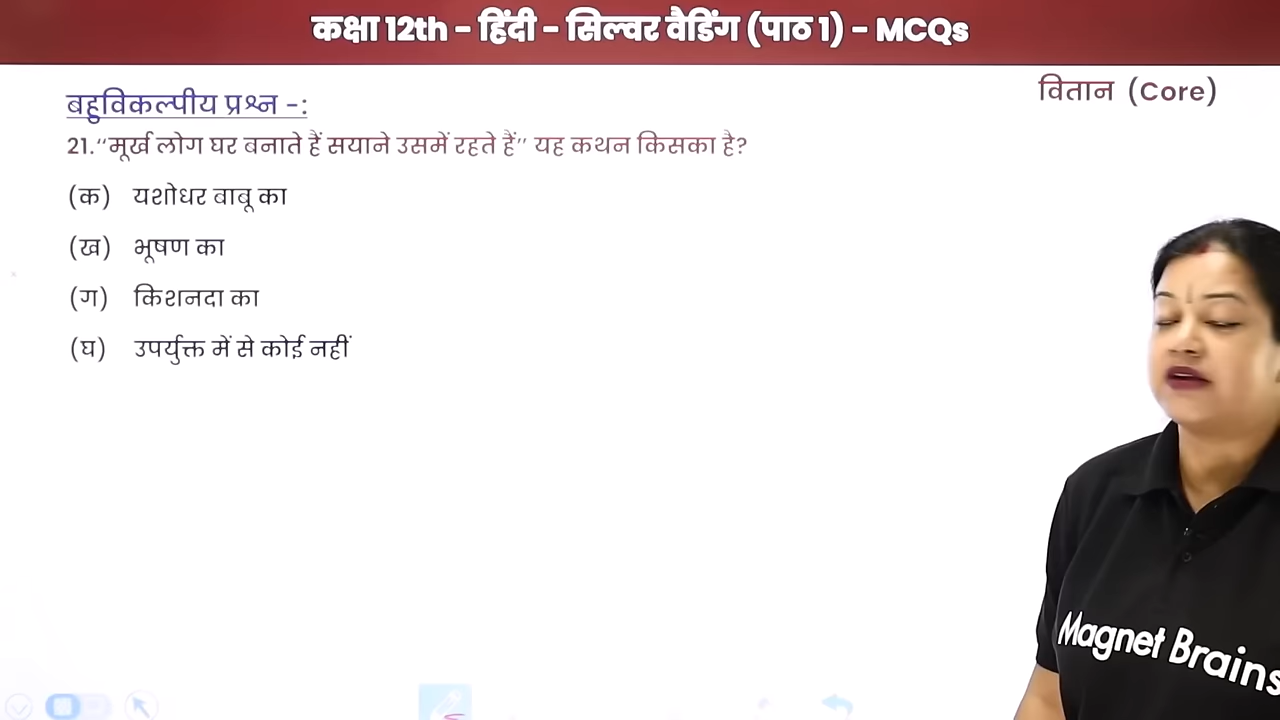 कक्षा 12th - हिंदी - सिल्वर वैडिंग (पाठ 1) - MCQs
वितान (Core)
बहुविकल्पीय प्रश्न -:
21.‘‘मूर्ख लोग घर बनाते हैं सयाने उसमें रहते हैं’’ यह कथन किसका है?
(क) यशोधर बाबू का
(ख) भूषण का
(ग) किशनदा का
(घ) उपर्युक्त में से कोई नहीं
Magnet Brains